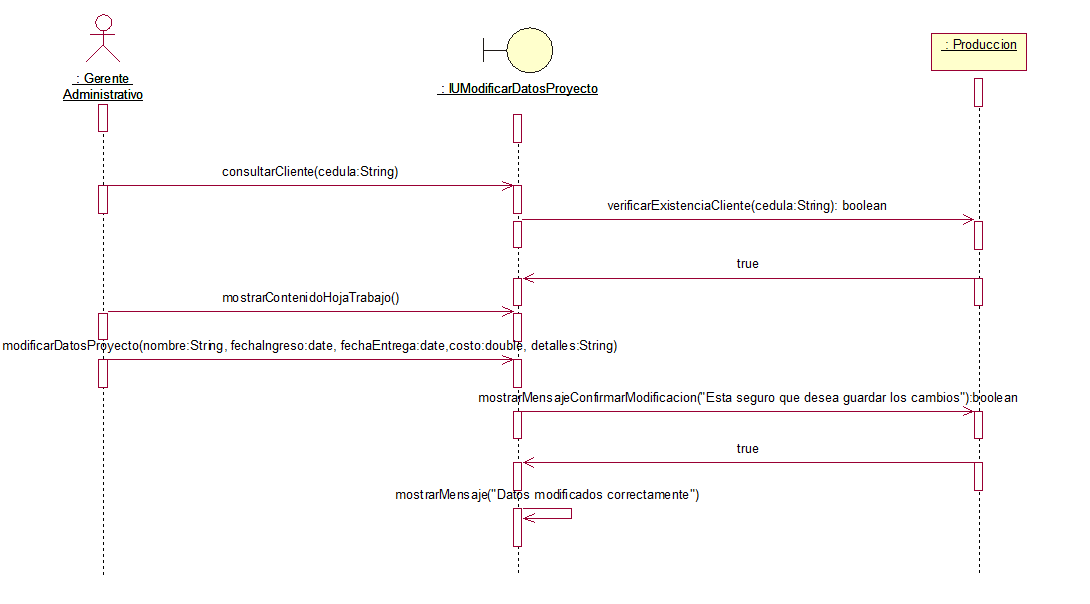 : Gerente
Administrativo
: IUModificarDatosProyecto
: Produccion
consultarCliente(cedula:String)
verificarExistenciaCliente(cedula:String): boolean
true
mostrarContenidoHojaTrabajo()
modificarDatosProyecto(nombre:String, fechaIngreso:date, fechaEntrega:date,costo:double, detalles:String)
mostrarMensajeConfirmarModificacion("Esta seguro que desea guardar los cambios"):boolean
true
mostrarMensaje("Datos modificados correctamente")